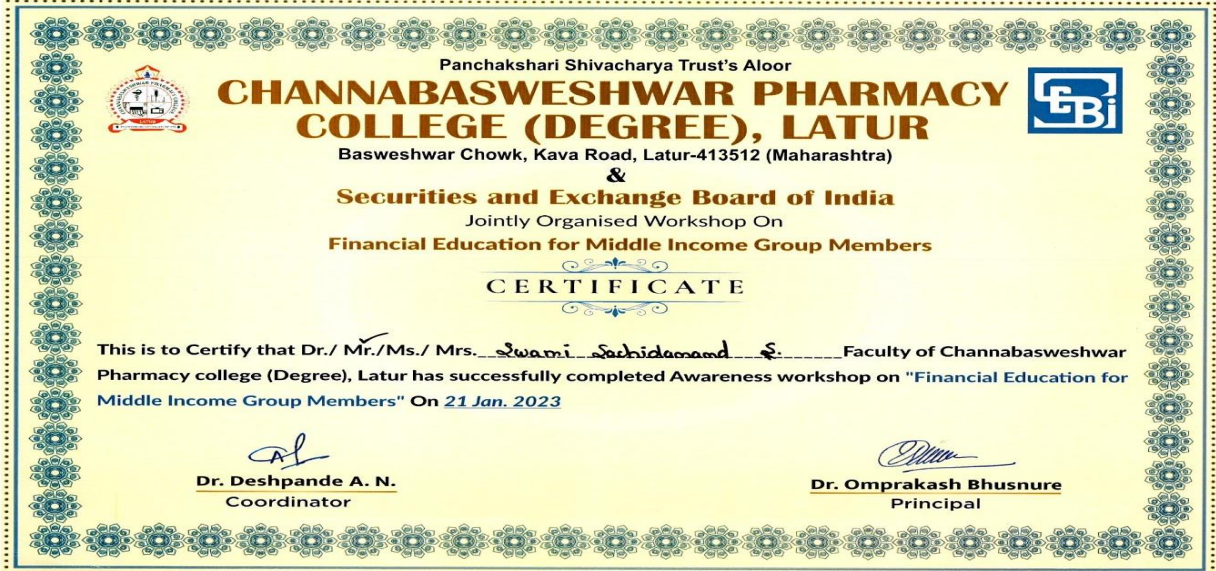 Panchakshari Shivacharya Trust's Aloor
CHANNABASWESHWAR PHARMACY
COLLEGE (DEGREE), LATUR
LATUR
SEBI
Basweshwar Chowk, Kava Road, Latur-413512 (Maharashtra)
&
Securities and Exchange Board of India
Jointly Organised Workshop On
Financial Education for Middle Income Group Members
CERTIFICATE
This is to Certify that Dr./ Mr./Ms./ Mrs. Swami Sachidanand S. Faculty of Channabasweshwar
Pharmacy college (Degree), Latur has successfully completed Awareness workshop on "Financial Education for
Middle Income Group Members" On 21 Jan. 2023
Dr. Deshpande A. N.
Coordinator
Dr. Omprakash Bhusnure
Principal